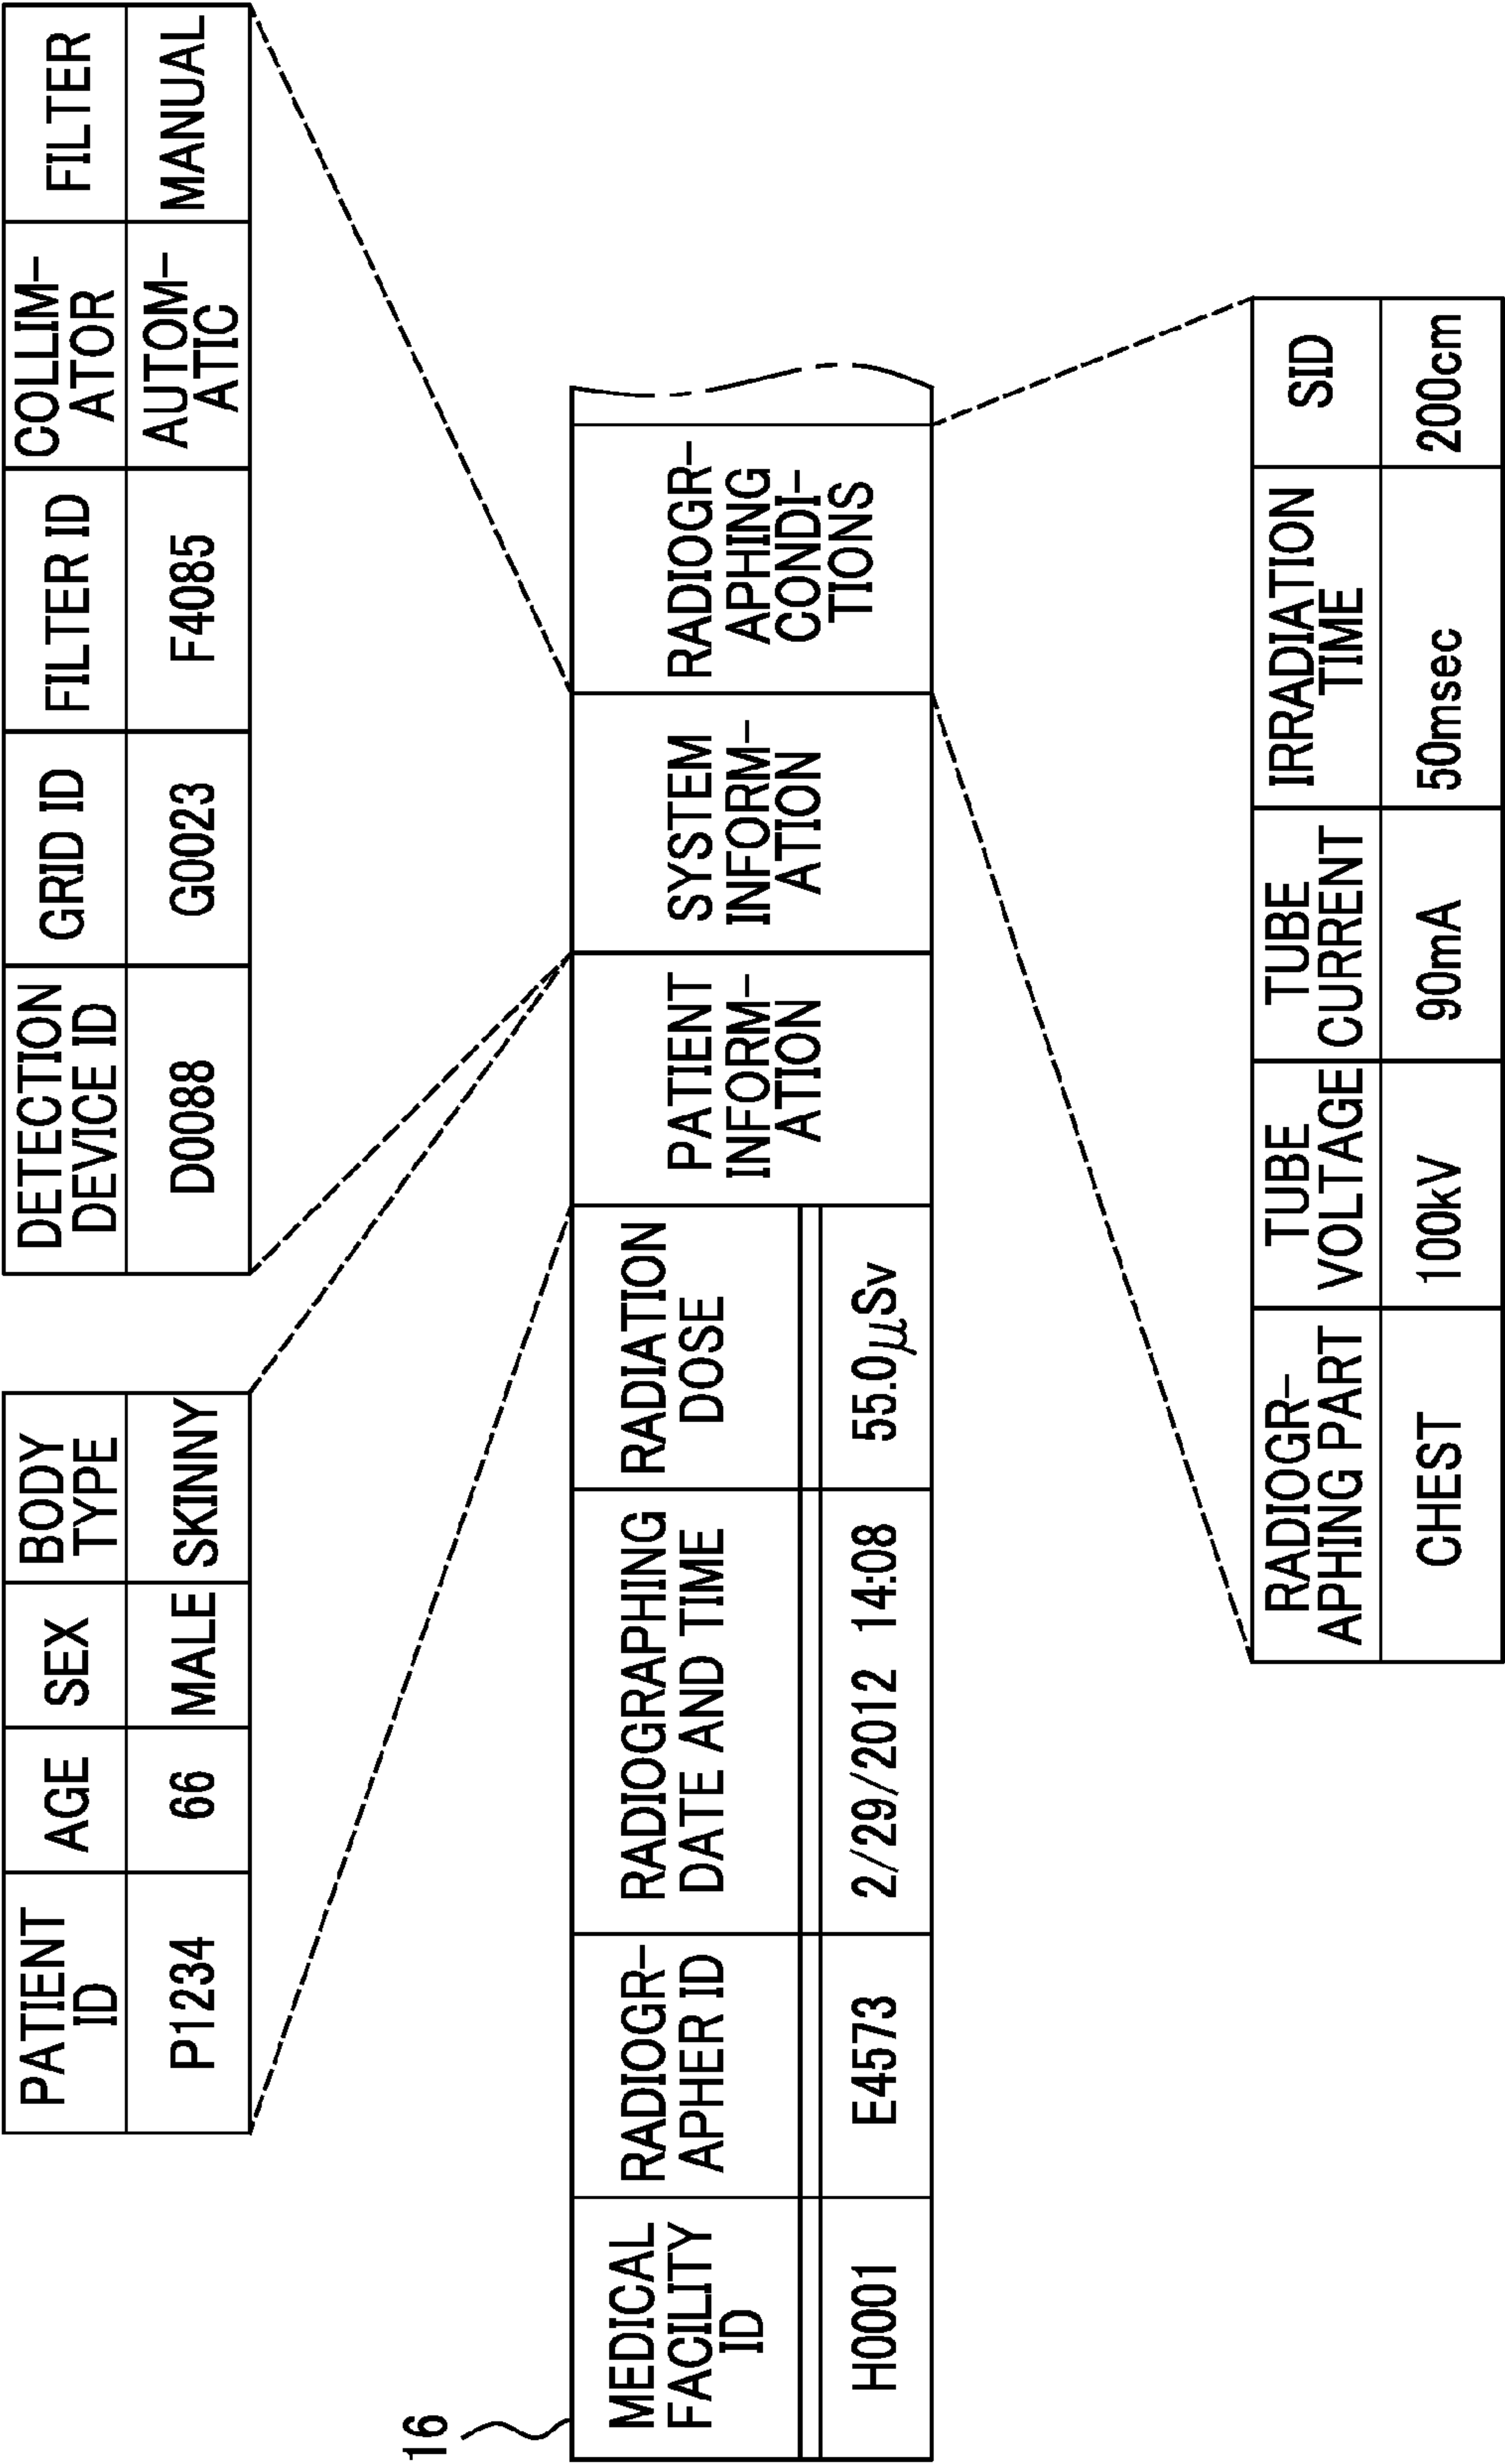 PATIENT
ID
AGE
SEX
BODY
TYPE
P1234
66
MALE
SKINNY
DETECTION
DEVICE ID
GRID ID
FILTER ID
COLLIM-
ATOR
FILTER
D0088
G0023
F4085
AUTOM-
ATIC
MANUAL
16
MEDICAL
FACILITY
ID
RADIOGR-
APHER ID
RADIOGRAPHING
DATE AND TIME
RADIATION
DOSE
PATIENT
INFORM-
ATION
SYSTEM
INFORM-
ATION
RADIOGR-
APHING
CONDI-
TIONS
H0001
E4573
2/29/2012 14:08
55.0μSv
RADIOGR-
APHING PART
TUBE
VOLTAGE
TUBE
CURRENT
IRRADIATION
TIME
SID
CHEST
100kV
90mA
50msec
200cm